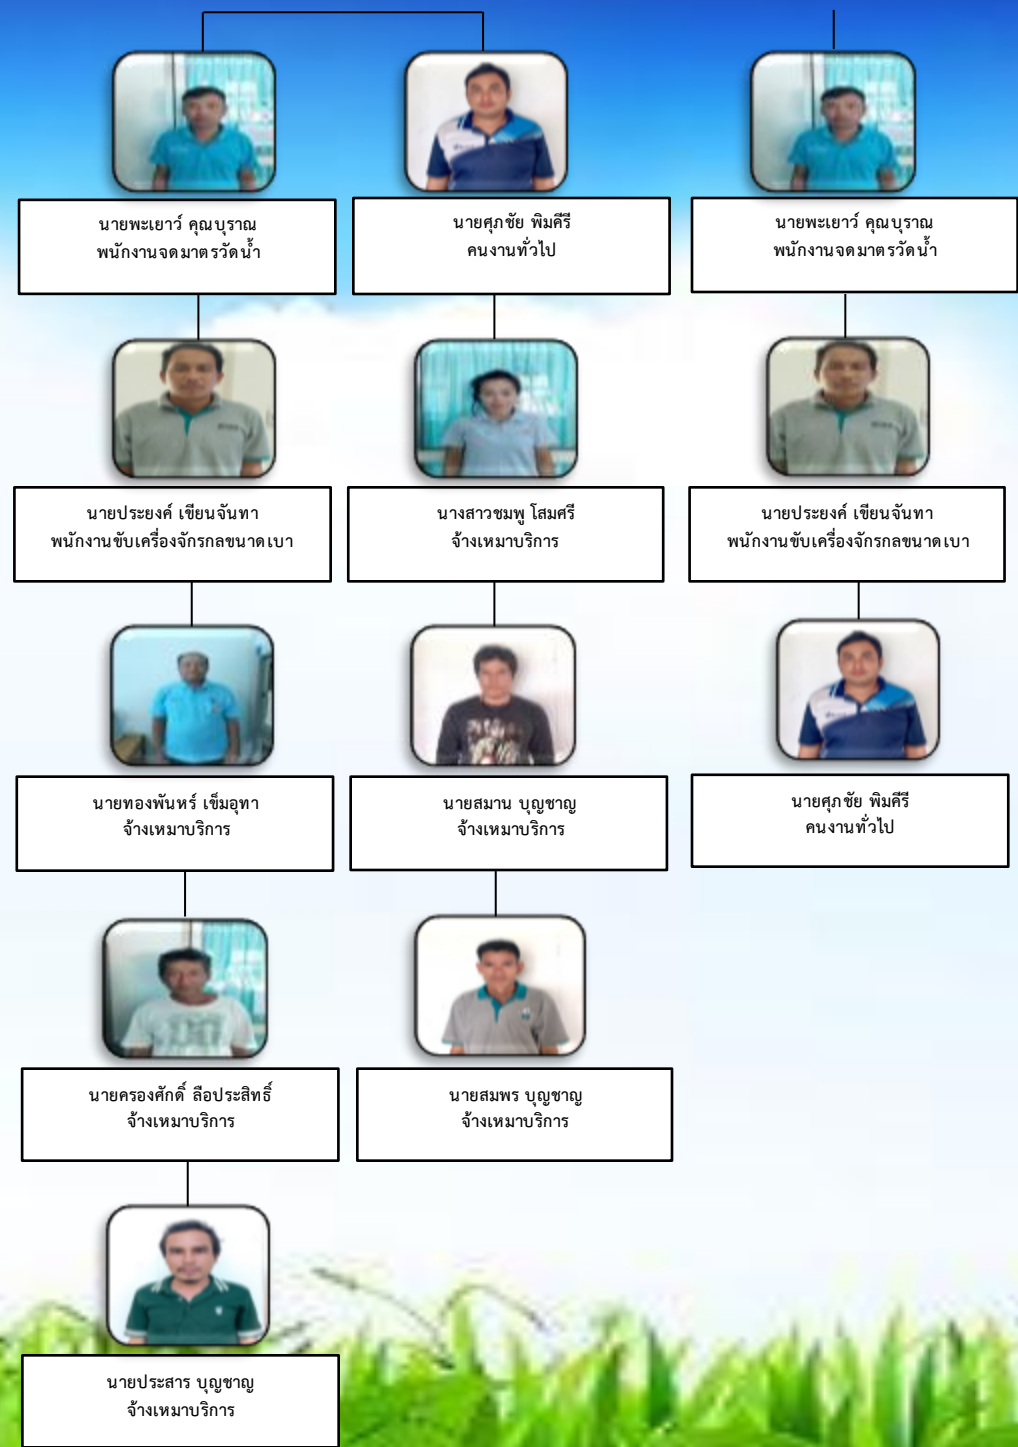 นายพะเยาว์ คุณบุราณ
พนักงานจดมาตรวัดน้ำ
นายศุภชัย พิมคีรี
คนงานทั่วไป
นายพะเยาว์ คุณบุราณ
พนักงานจดมาตรวัดน้ำ
นายประยงค์ เขียนจันทา
พนักงานขับเครื่องจักรกลขนาดเบา
นางสาวชมพู โสมศรี
จ้างเหมาบริการ
นายประยงค์ เขียนจันทา
พนักงานขับเครื่องจักรกลขนาดเบา
นายทองพันหร์ เข็มอุทา
จ้างเหมาบริการ
นายสมาน บุญชาญ
จ้างเหมาบริการ
นายศุภชัย พิมคีรี
คนงานทั่วไป
นายครองศักดิ์ ลือประสิทธิ์
จ้างเหมาบริการ
นายสมพร บุญชาญ
จ้างเหมาบริการ
นายประสาร บุญชาญ
จ้างเหมาบริการ